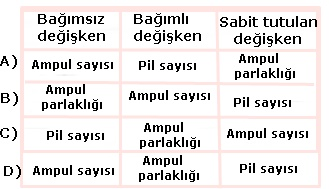 Bağımsız Bağımlı Sabit tutulan
değişken değişken değişken
A) Ampul sayısı Pil sayısı Ampul
parlaklığı
B) Ampul
parlaklığı Ampul sayısı Pil sayısı
C) Pil sayısı Ampul
parlaklığı Ampul sayısı
D) Ampul sayısı Ampul
parlaklığı Pil sayısı